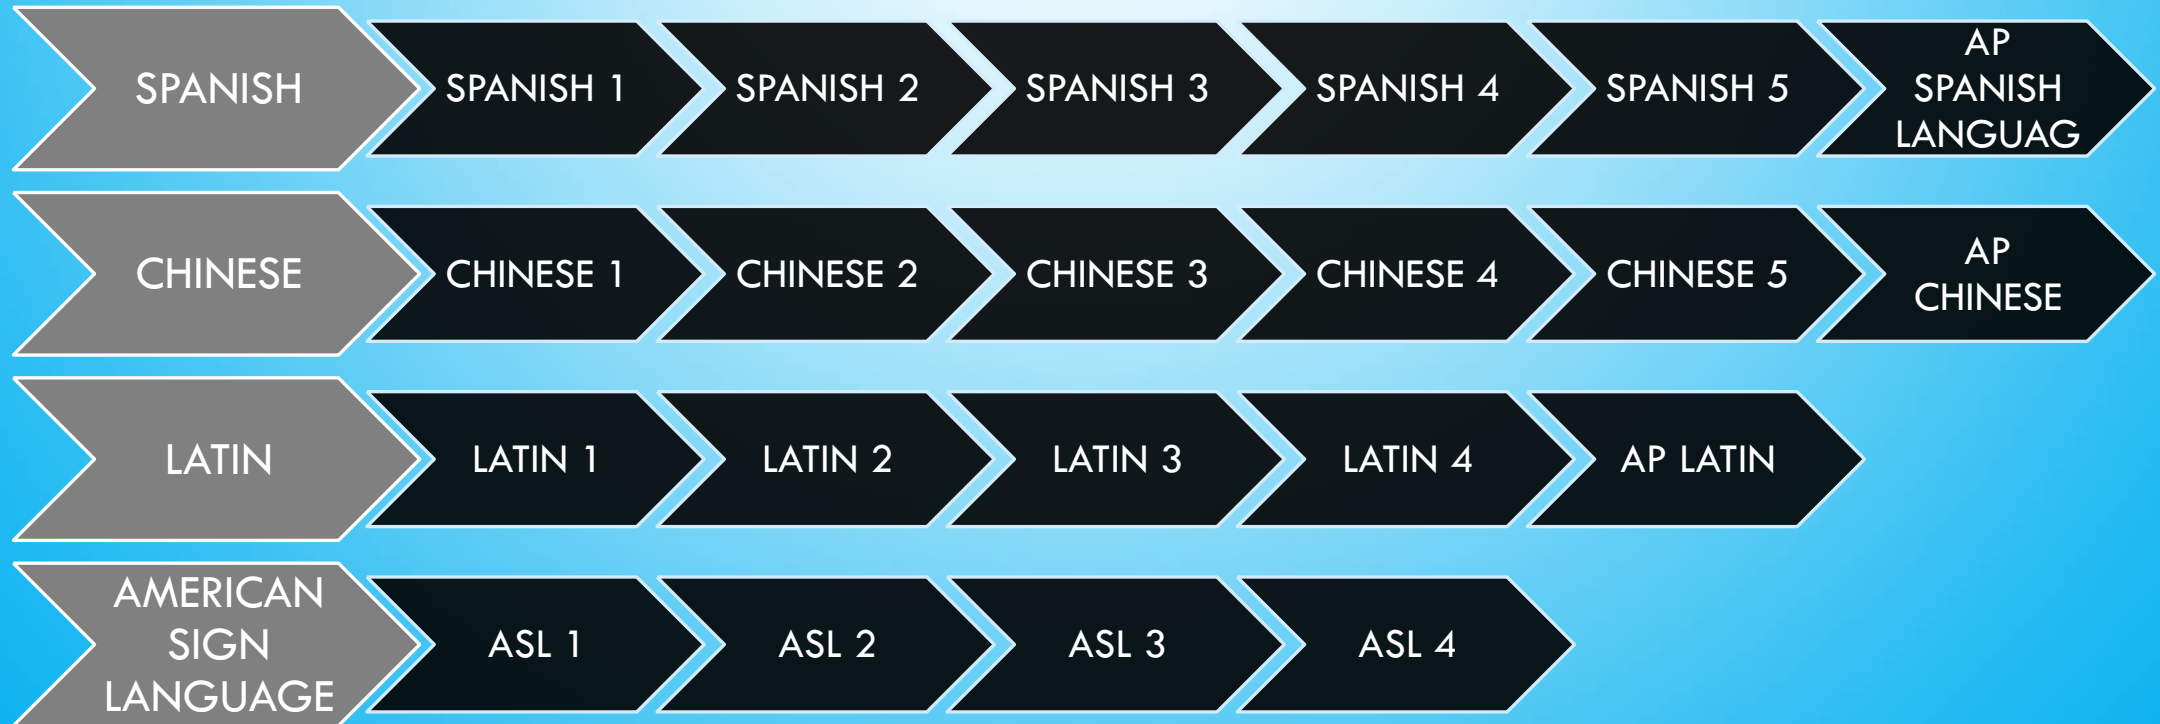 SPANISH
SPANISH 1
SPANISH 2
SPANISH 3
SPANISH 4
SPANISH 5
AP
SPANISH
LANGUAG
CHINESE
CHINESE 1
CHINESE 2
CHINESE 3
CHINESE 4
CHINESE 5
AP
CHINESE
LATIN
LATIN 1
LATIN 2
LATIN 3
LATIN 4
AP LATIN
AMERICAN
SIGN
LANGUAGE
ASL 1
ASL 2
ASL 3
ASL 4